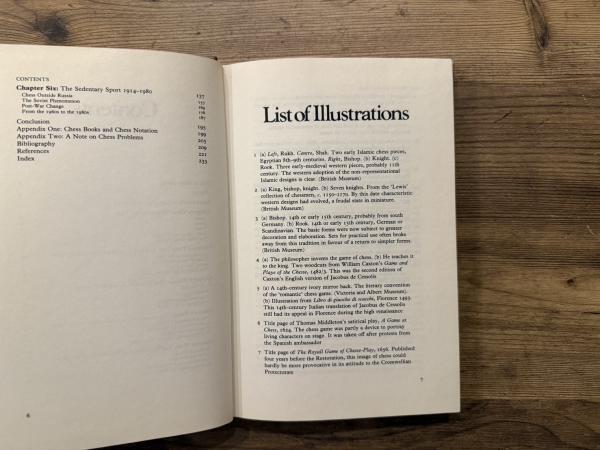 CONTENTS
Chapter Six: The Sedentary Sport 1914–1980
Chess Outside Russia 137
The Soviet Phenomenon 155
Post-War Change 169
From the 1960s to the 1980s 176
Conclusion 187
Appendix One: Chess Books and Chess Notation 195
Appendix Two: A Note on Chess Problems 199
Bibliography 203
References 209
Index 221
233
6
List of Illustrations
1 (a) Left, Rukh. Centre, Shah. Two early Islamic chess pieces,
Egyptian 8th–9th centuries. Right, Bishop. (b) Knight. (c)
Rook. Three early-medieval western pieces, probably 11th
century. The western adoption of the non-representational
Islamic designs is clear. (British Museum)
2 (a) King, bishop, knight. (b) Seven knights. From the 'Lewis'
collection of chessmen, c. 1150–1170. By this date characteristic
western designs had evolved, a feudal state in miniature.
(British Museum)
3 (a) Bishop. 14th or early 15th century, probably from south
Germany. (b) Rook. 14th or early 15th century, German or
Scandinavian. The basic forms were now subject to greater
decoration and elaboration. Sets for practical use often broke
away from this tradition in favour of a return to simpler forms.
(British Museum)
4 (a) The philosopher invents the game of chess. (b) He teaches it
to the king. Two woodcuts from William Caxton's Game and
Playe of the Chesse, 1482/3. This was the second edition of
Caxton's English version of Jacobus de Cessolis
5 (a) A 14th-century ivory mirror back. The literary convention
of the 'romantic' chess game. (Victoria and Albert Museum).
(b) Illustration from Libro di giuocho di scacchi, Florence 1493.
This 14th-century Italian translation of Jacobus de Cessolis
still had its appeal in Florence during the high renaissance
6 Title page of Thomas Middleton's satirical play, A Game at
Chess, 1624. The chess game was partly a device to portray
living characters on stage. It was taken off after protests from
the Spanish ambassador
7 Title page of The Royall Game of Chesse-Play, 1656. Published
four years before the Restoration, this image of chess could
hardly be more provocative in its attitude to the Cromwellian
Protectorate
7